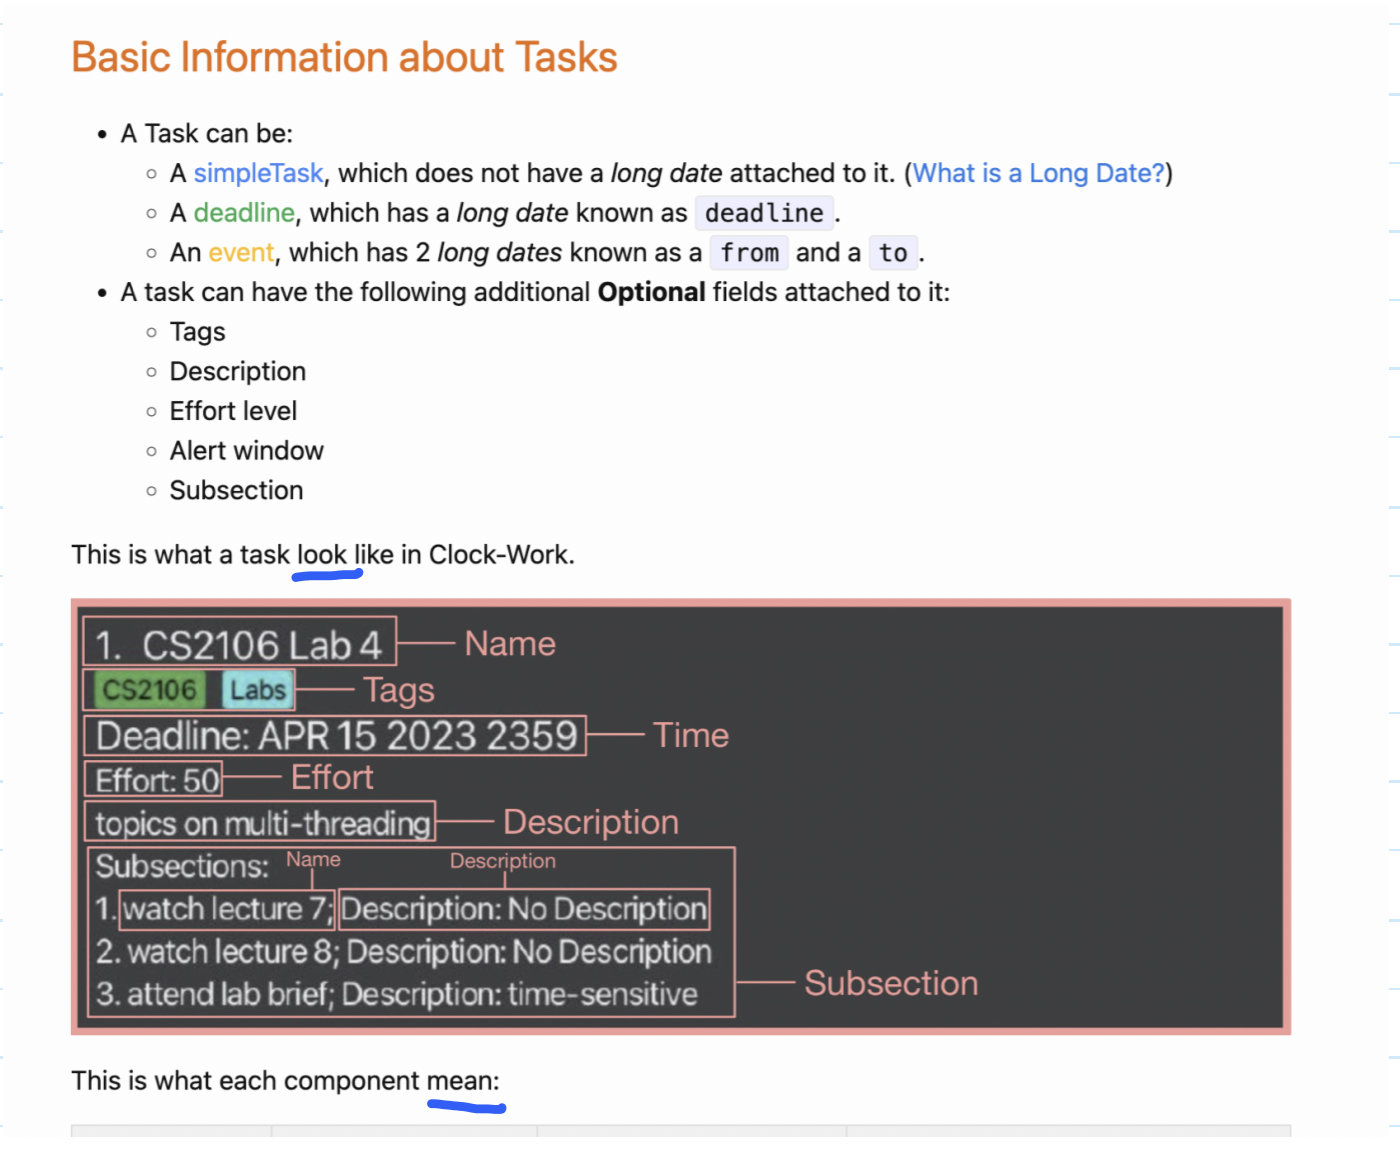 Basic Information about Tasks
• A Task can be:
◦ A simpleTask, which does not have a long date attached to it. (What is a Long Date?)
◦ A deadline, which has a long date known as deadline.
◦ An event, which has 2 long dates known as a from and a to.
• A task can have the following additional Optional fields attached to it:
◦ Tags
◦ Description
◦ Effort level
◦ Alert window
◦ Subsection
This is what a task look like in Clock-Work.
1. CS2106 Lab 4 Name
CS2106 Labs Tags
Deadline: APR 15 2023 2359 Time
Effort: 50 Effort
topics on multi-threading Description
Subsections: Name Description
1. watch lecture 7; Description: No Description
2. watch lecture 8; Description: No Description
3. attend lab brief; Description: time-sensitive Subsection
This is what each component mean: